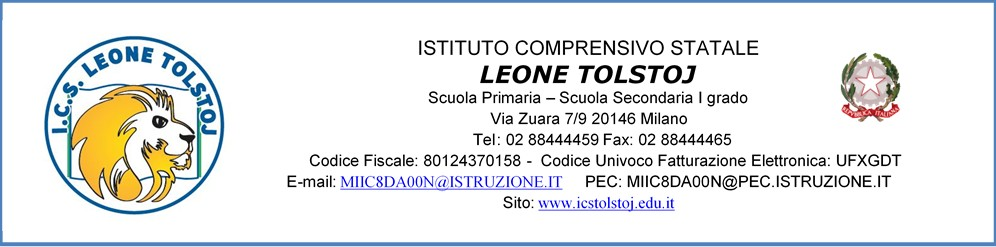 I.C.S. LEONE TOLSTOJ
ISTITUTO COMPRENSIVO STATALE
LEONE TOLSTOJ
Scuola Primaria – Scuola Secondaria I grado
Via Zuara 7/9 20146 Milano
Tel: 02 88444459 Fax: 02 88444465
Codice Fiscale: 80124370158 - Codice Univoco Fatturazione Elettronica: UFXGDT
E-mail: MIIC8DA00N@ISTRUZIONE.IT PEC: MIIC8DA00N@PEC.ISTRUZIONE.IT
Sito: www.icstolstoj.edu.it
REPVBBLICA ITALIANA